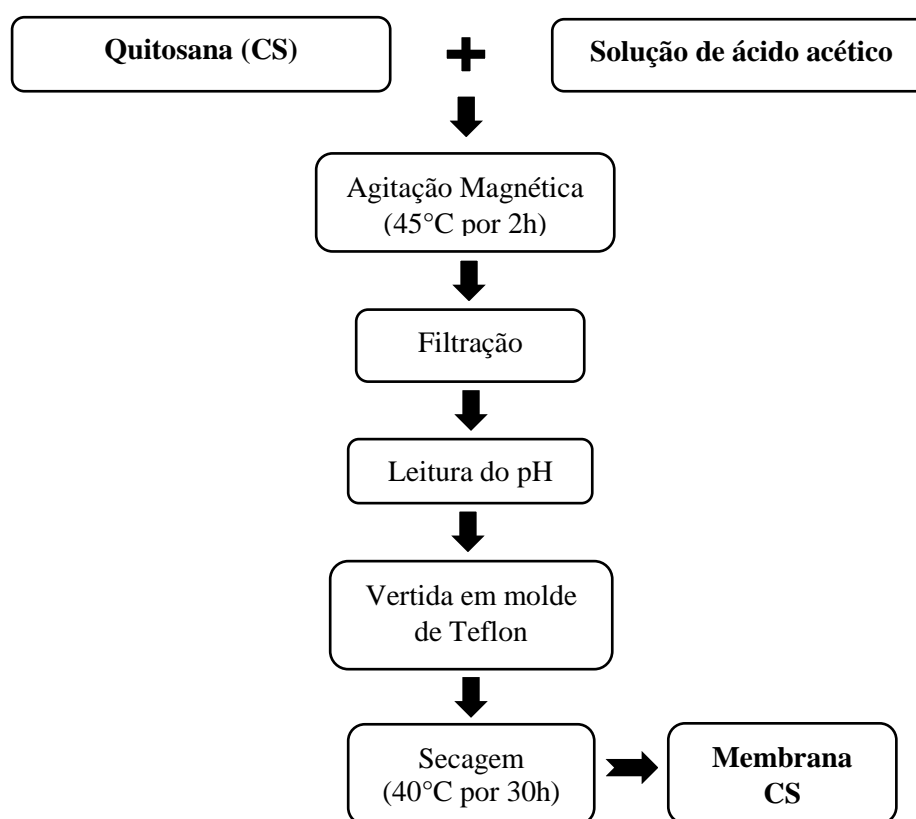 Quitosana (CS)
Solução de ácido acético
Agitação Magnética
(45°C por 2h)
Filtração
Leitura do pH
Vertida em molde
de Teflon
Secagem
(40°C por 30h)
Membrana
CS